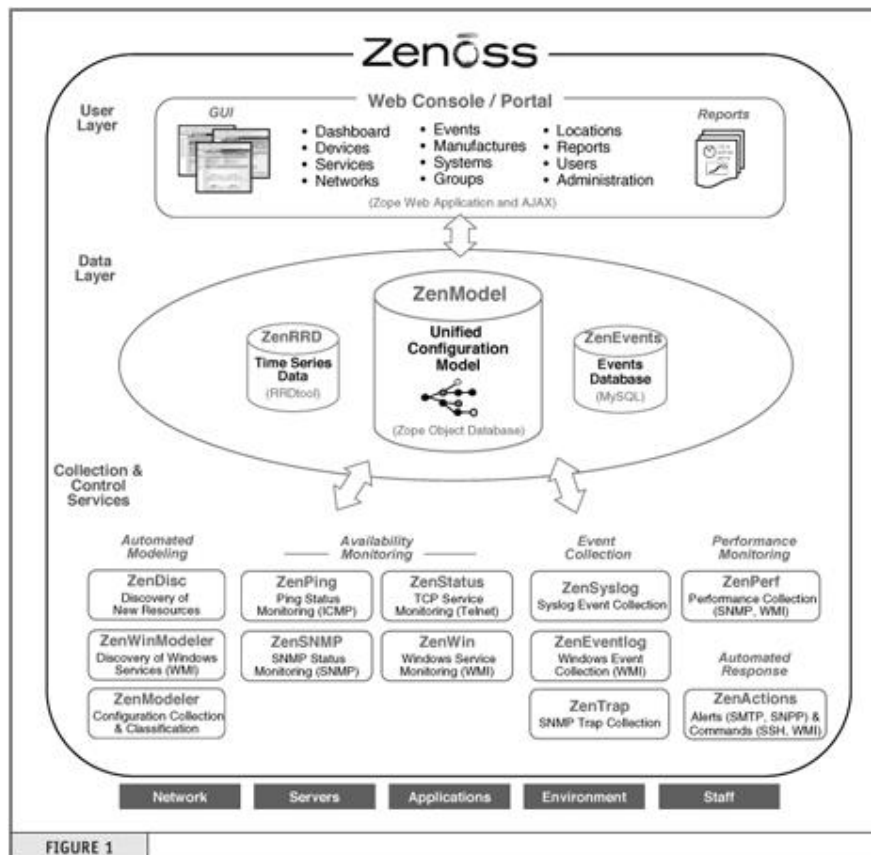 Zenoss
User Layer
Web Console / Portal
GUI
• Dashboard
• Devices
• Services
• Networks
• Events
• Manufactures
• Systems
• Groups
• Locations
• Reports
• Users
• Administration
Reports
(Zope Web Application and AJAX)
Data Layer
ZenModel
Unified
Configuration
Model
(Zope Object Database)
ZenRRD
Time Series
Data
(RRDtool)
ZenEvents
Events
Database
(MySQL)
Collection &
Control
Services
Automated
Modeling
Availability
Monitoring
Event
Collection
Performance
Monitoring
ZenDisc
Discovery of
New Resources
ZenPing
Ping Status
Monitoring (ICMP)
ZenStatus
TCP Service
Monitoring (Telnet)
ZenSyslog
Syslog Event Collection
ZenPerf
Performance Collection
(SNMP, WMI)
ZenWinModeler
Discovery of Windows
Services (WMI)
ZenSNMP
SNMP Status
Monitoring (SNMP)
ZenWin
Windows Service
Monitoring (WMI)
ZenEventlog
Windows Event
Collection (WMI)
Automated
Response
ZenModeler
Configuration Collection
& Classification
ZenTrap
SNMP Trap Collection
ZenActions
Alerts (SMTP, SNPP) &
Commands (SSH, WMI)
Network
Servers
Applications
Environment
Staff
FIGURE 1